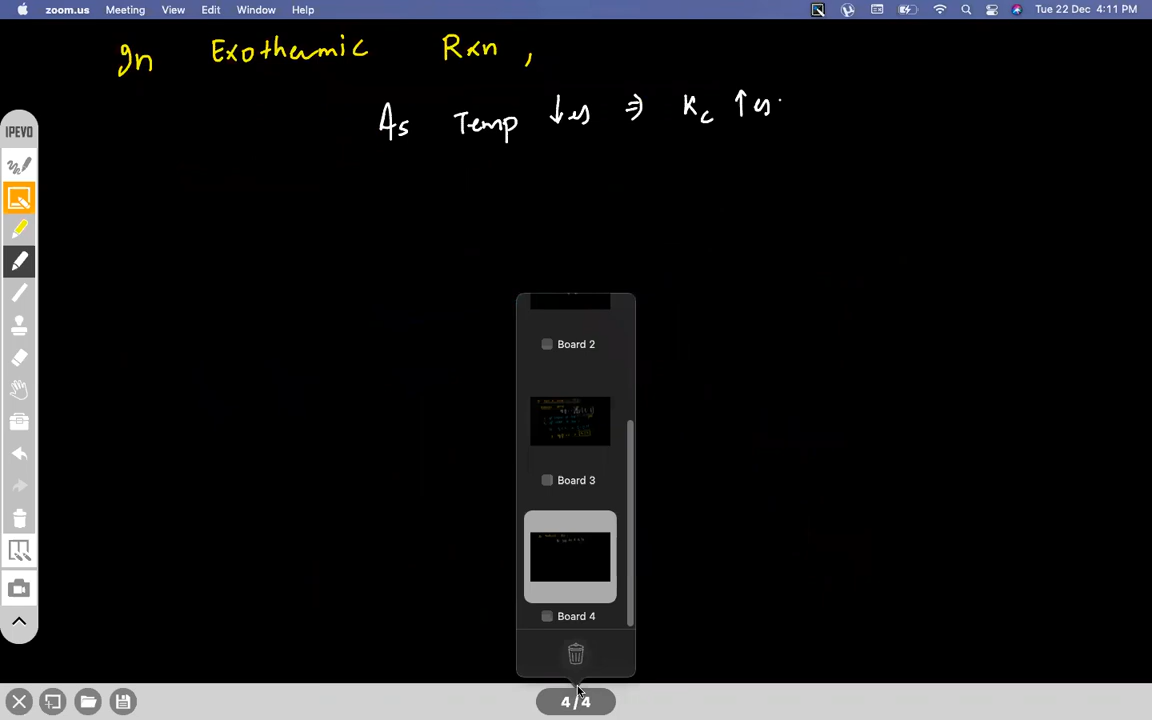 zoom.us Meeting View Edit Window Help Tue 22 Dec 4:11 PM
In Exothermic Rxn ,
As Temp ↓es ⇒ Kc ↑es.
IPEVO
Board 2
Board 3
Board 4
4 / 4